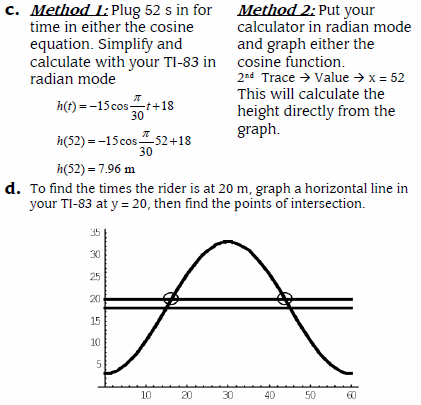 c. Method 1: Plug 52 s in for
time in either the cosine
equation. Simplify and
calculate with your TI-83 in
radian mode
h(t) = -15cos π/30 t + 18
h(52) = -15cos π/30 52 + 18
h(52) = 7.96 m
Method 2: Put your
calculator in radian mode
and graph either the
cosine function.
2nd Trace → Value → x = 52
This will calculate the
height directly from the
graph.
d. To find the times the rider is at 20 m, graph a horizontal line in
your TI-83 at y = 20, then find the points of intersection.
35
30
25
20
15
10
5
10 20 30 40 50 60